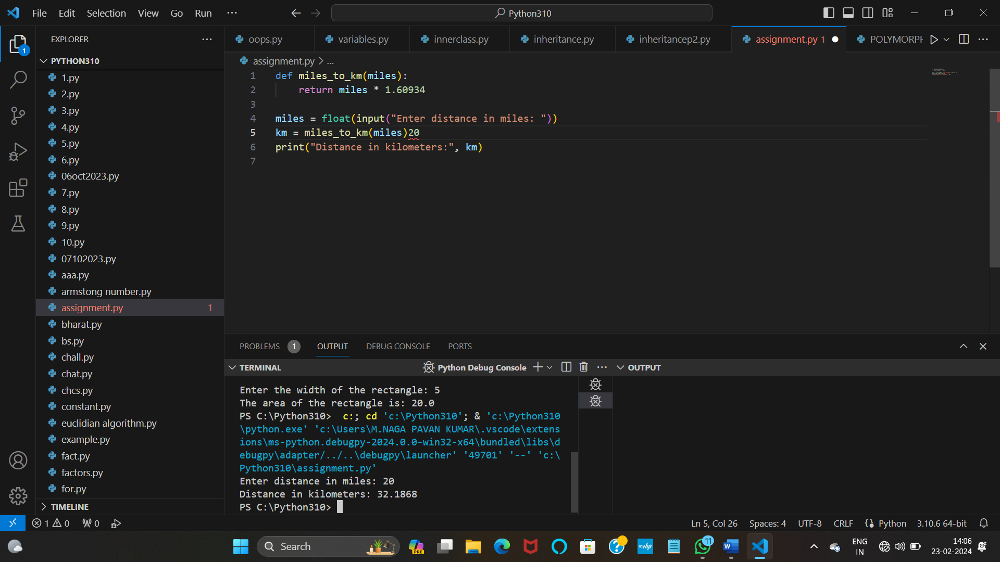 File Edit Selection View Go Run ... Python310
EXPLORER ...
PYTHON310
1.py
2.py
3.py
4.py
5.py
6.py
06oct2023.py
7.py
8.py
9.py
10.py
07102023.py
aaa.py
armstong number.py
assignment.py 1
bharat.py
bs.py
chall.py
chat.py
chcs.py
constant.py
euclidian algorithm.py
example.py
fact.py
factors.py
for.py
TIMELINE
1
oops.py variables.py innerclass.py inheritance.py inheritancep2.py assignment.py 1 POLYMORPH ...
assignment.py > ...
1 def miles_to_km(miles):
2 return miles * 1.60934
3
4 miles = float(input("Enter distance in miles: "))
5 km = miles_to_km(miles)20
6 print("Distance in kilometers:", km)
7
PROBLEMS 1 OUTPUT DEBUG CONSOLE PORTS
TERMINAL Python Debug Console ... OUTPUT
Enter the width of the rectangle: 5
The area of the rectangle is: 20.0
PS C:\Python310>  c:; cd 'c:\Python310'; & 'c:\Python310
\python.exe' 'c:\Users\M.NAGA PAVAN KUMAR\.vscode\extens
ions\ms-python.debugpy-2024.0.0-win32-x64\bundled\libs\d
ebugpy\adapter/../..\debugpy\launcher' '49701' '--' 'c:\
Python310\assignment.py'
Enter distance in miles: 20
Distance in kilometers: 32.1868
PS C:\Python310>
1 0 0 Ln 5, Col 26 Spaces: 4 UTF-8 CRLF Python 3.10.6 64-bit
Search PRE myhp 11 W ENG
IN
14:06
23-02-2024